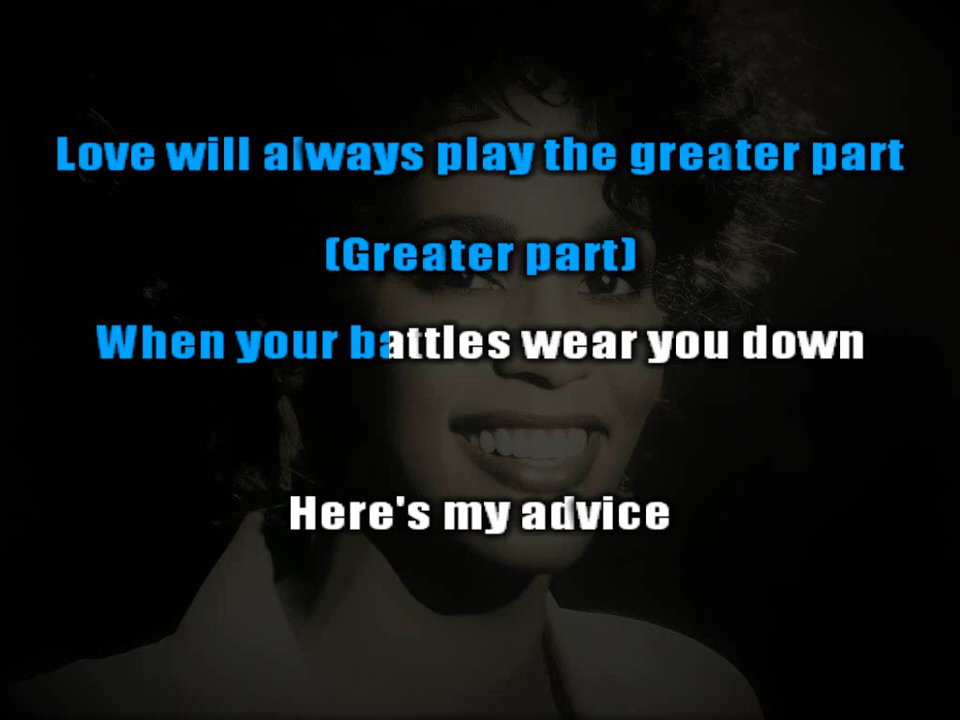 Love will always play the greater part
(Greater part)
When your battles wear you down
Here's my advice